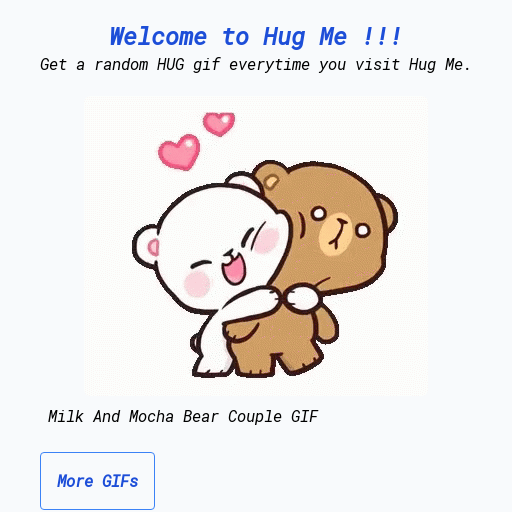 Welcome to Hug Me !!!
Get a random HUG gif everytime you visit Hug Me.
Milk And Mocha Bear Couple GIF
More GIFs